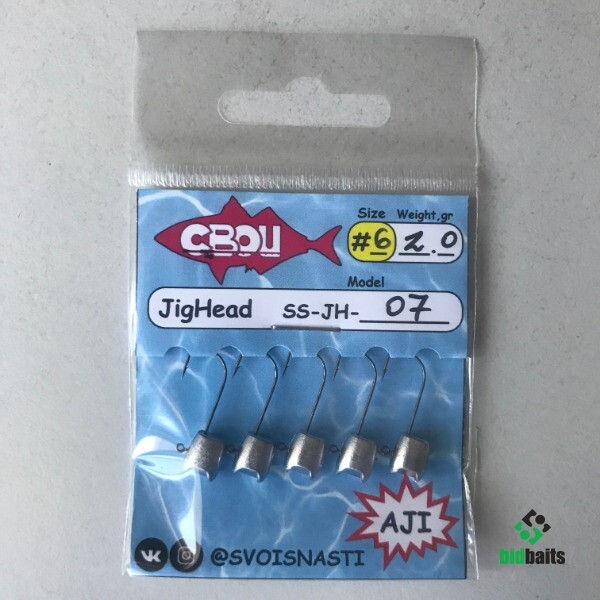 СВОИ
Size Weight,gr
#6 2.0
Model
JigHead SS-JH- 07
AJI
@SVOISNASTI
bidbaits